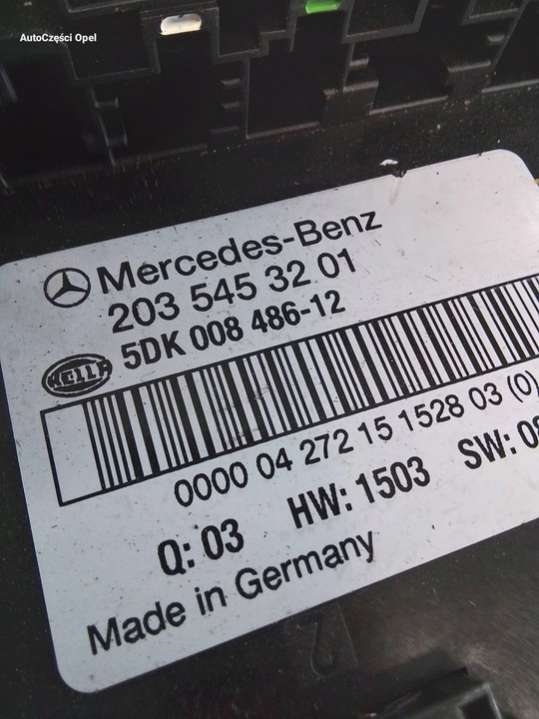 AutoCzęści Opel
Mercedes-Benz
203 545 32 01
5DK 008 486-12
HELLA
0000 04 272 15 1528 03 (0)
Q: 03 HW: 1503 SW:
Made in Germany